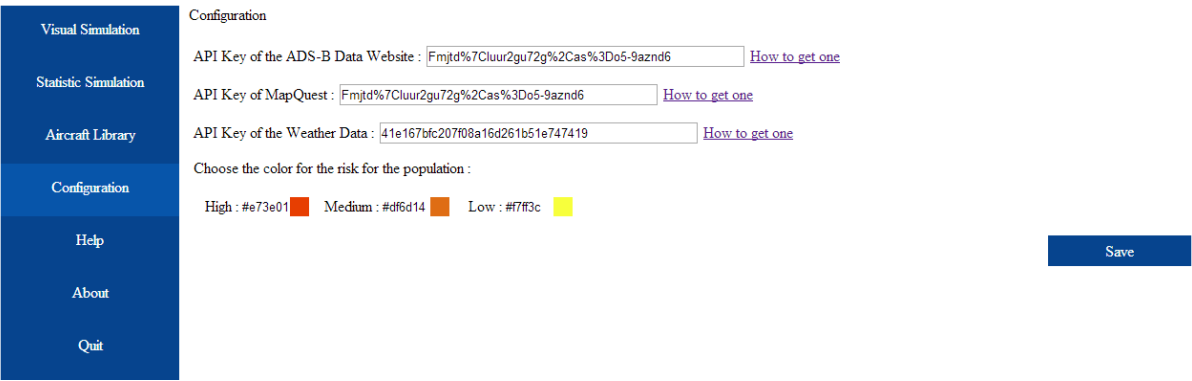 Visual Simulation
Statistic Simulation
Aircraft Library
Configuration
Help
About
Quit
Configuration
API Key of the ADS-B Data Website : Fmjtd%7Cluur2gu72g%2Cas%3Do5-9aznd6 How to get one
API Key of MapQuest : Fmjtd%7Cluur2gu72g%2Cas%3Do5-9aznd6 How to get one
API Key of the Weather Data : 41e167bfc207f08a16d261b51e747419 How to get one
Choose the color for the risk for the population :
High : #e73e01 Medium : #df6d14 Low : #f7ff3c
Save